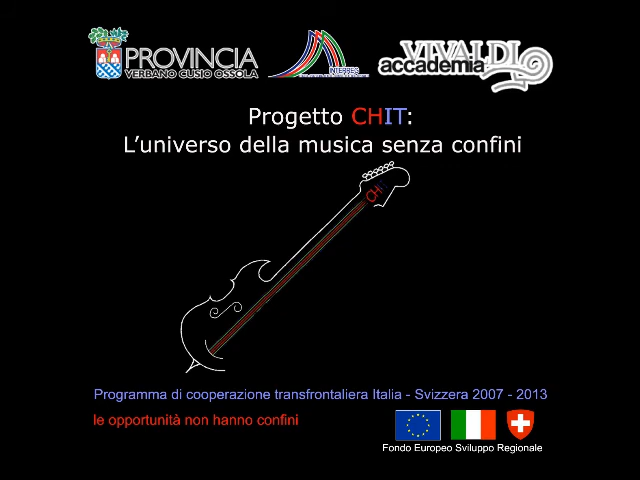 PROVINCIA
VERBANO CUSIO OSSOLA
INTERREG
VIVALDI
accademia
Progetto CHIT:
L'universo della musica senza confini
CHIT
Programma di cooperazione transfrontaliera Italia - Svizzera 2007 - 2013
le opportunità non hanno confini
Fondo Europeo Sviluppo Regionale